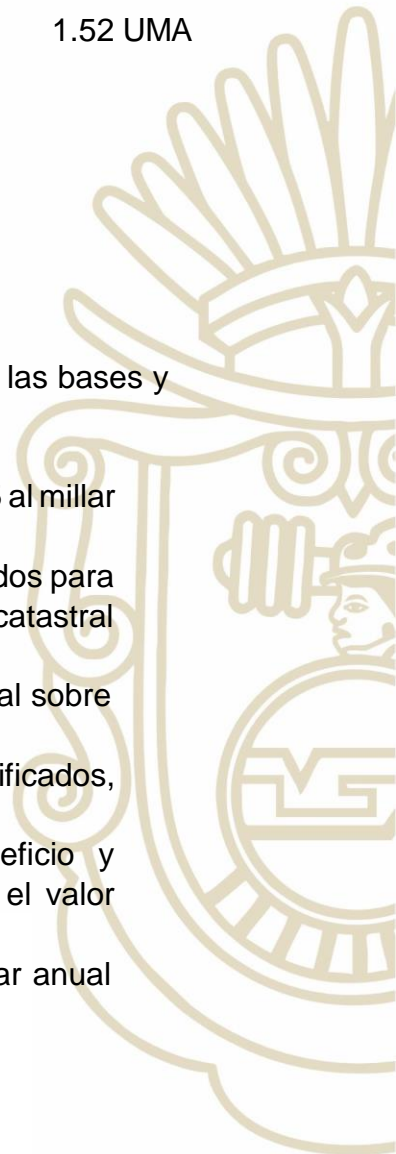 1.52 UMA
las bases y
al millar
dos para
catastral
al sobre
ificados,
eficio y
el valor
ar anual